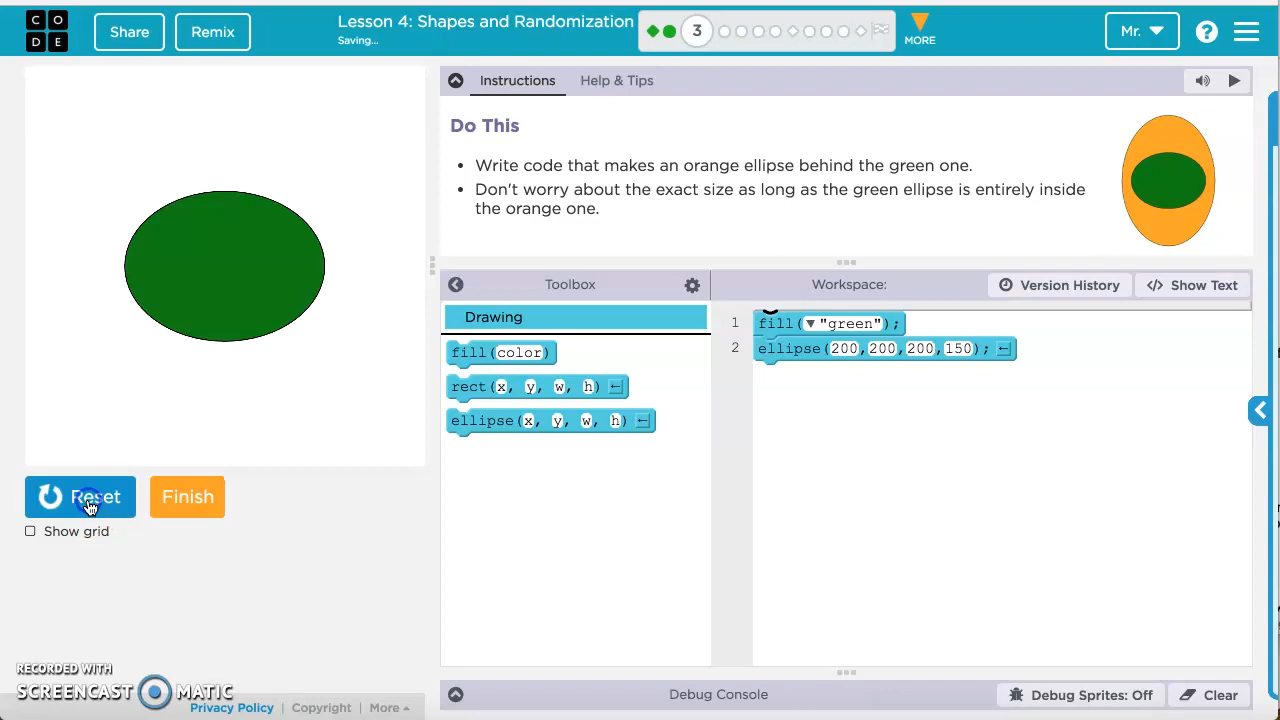 C O
D E
Share
Remix
Lesson 4: Shapes and Randomization
Saving...
3
MORE
Mr.
?
Instructions
Help & Tips
Do This
• Write code that makes an orange ellipse behind the green one.
• Don't worry about the exact size as long as the green ellipse is entirely inside
the orange one.
Toolbox
Workspace:
Version History
</> Show Text
Drawing
fill(color)
rect(x, y, w, h)
ellipse(x, y, w, h)
1 fill("green");
2 ellipse(200,200,200,150);
Reset
Finish
Show grid
RECORDED WITH
SCREENCAST MATIC
Privacy Policy | Copyright | More
Debug Console
Debug Sprites: Off
Clear